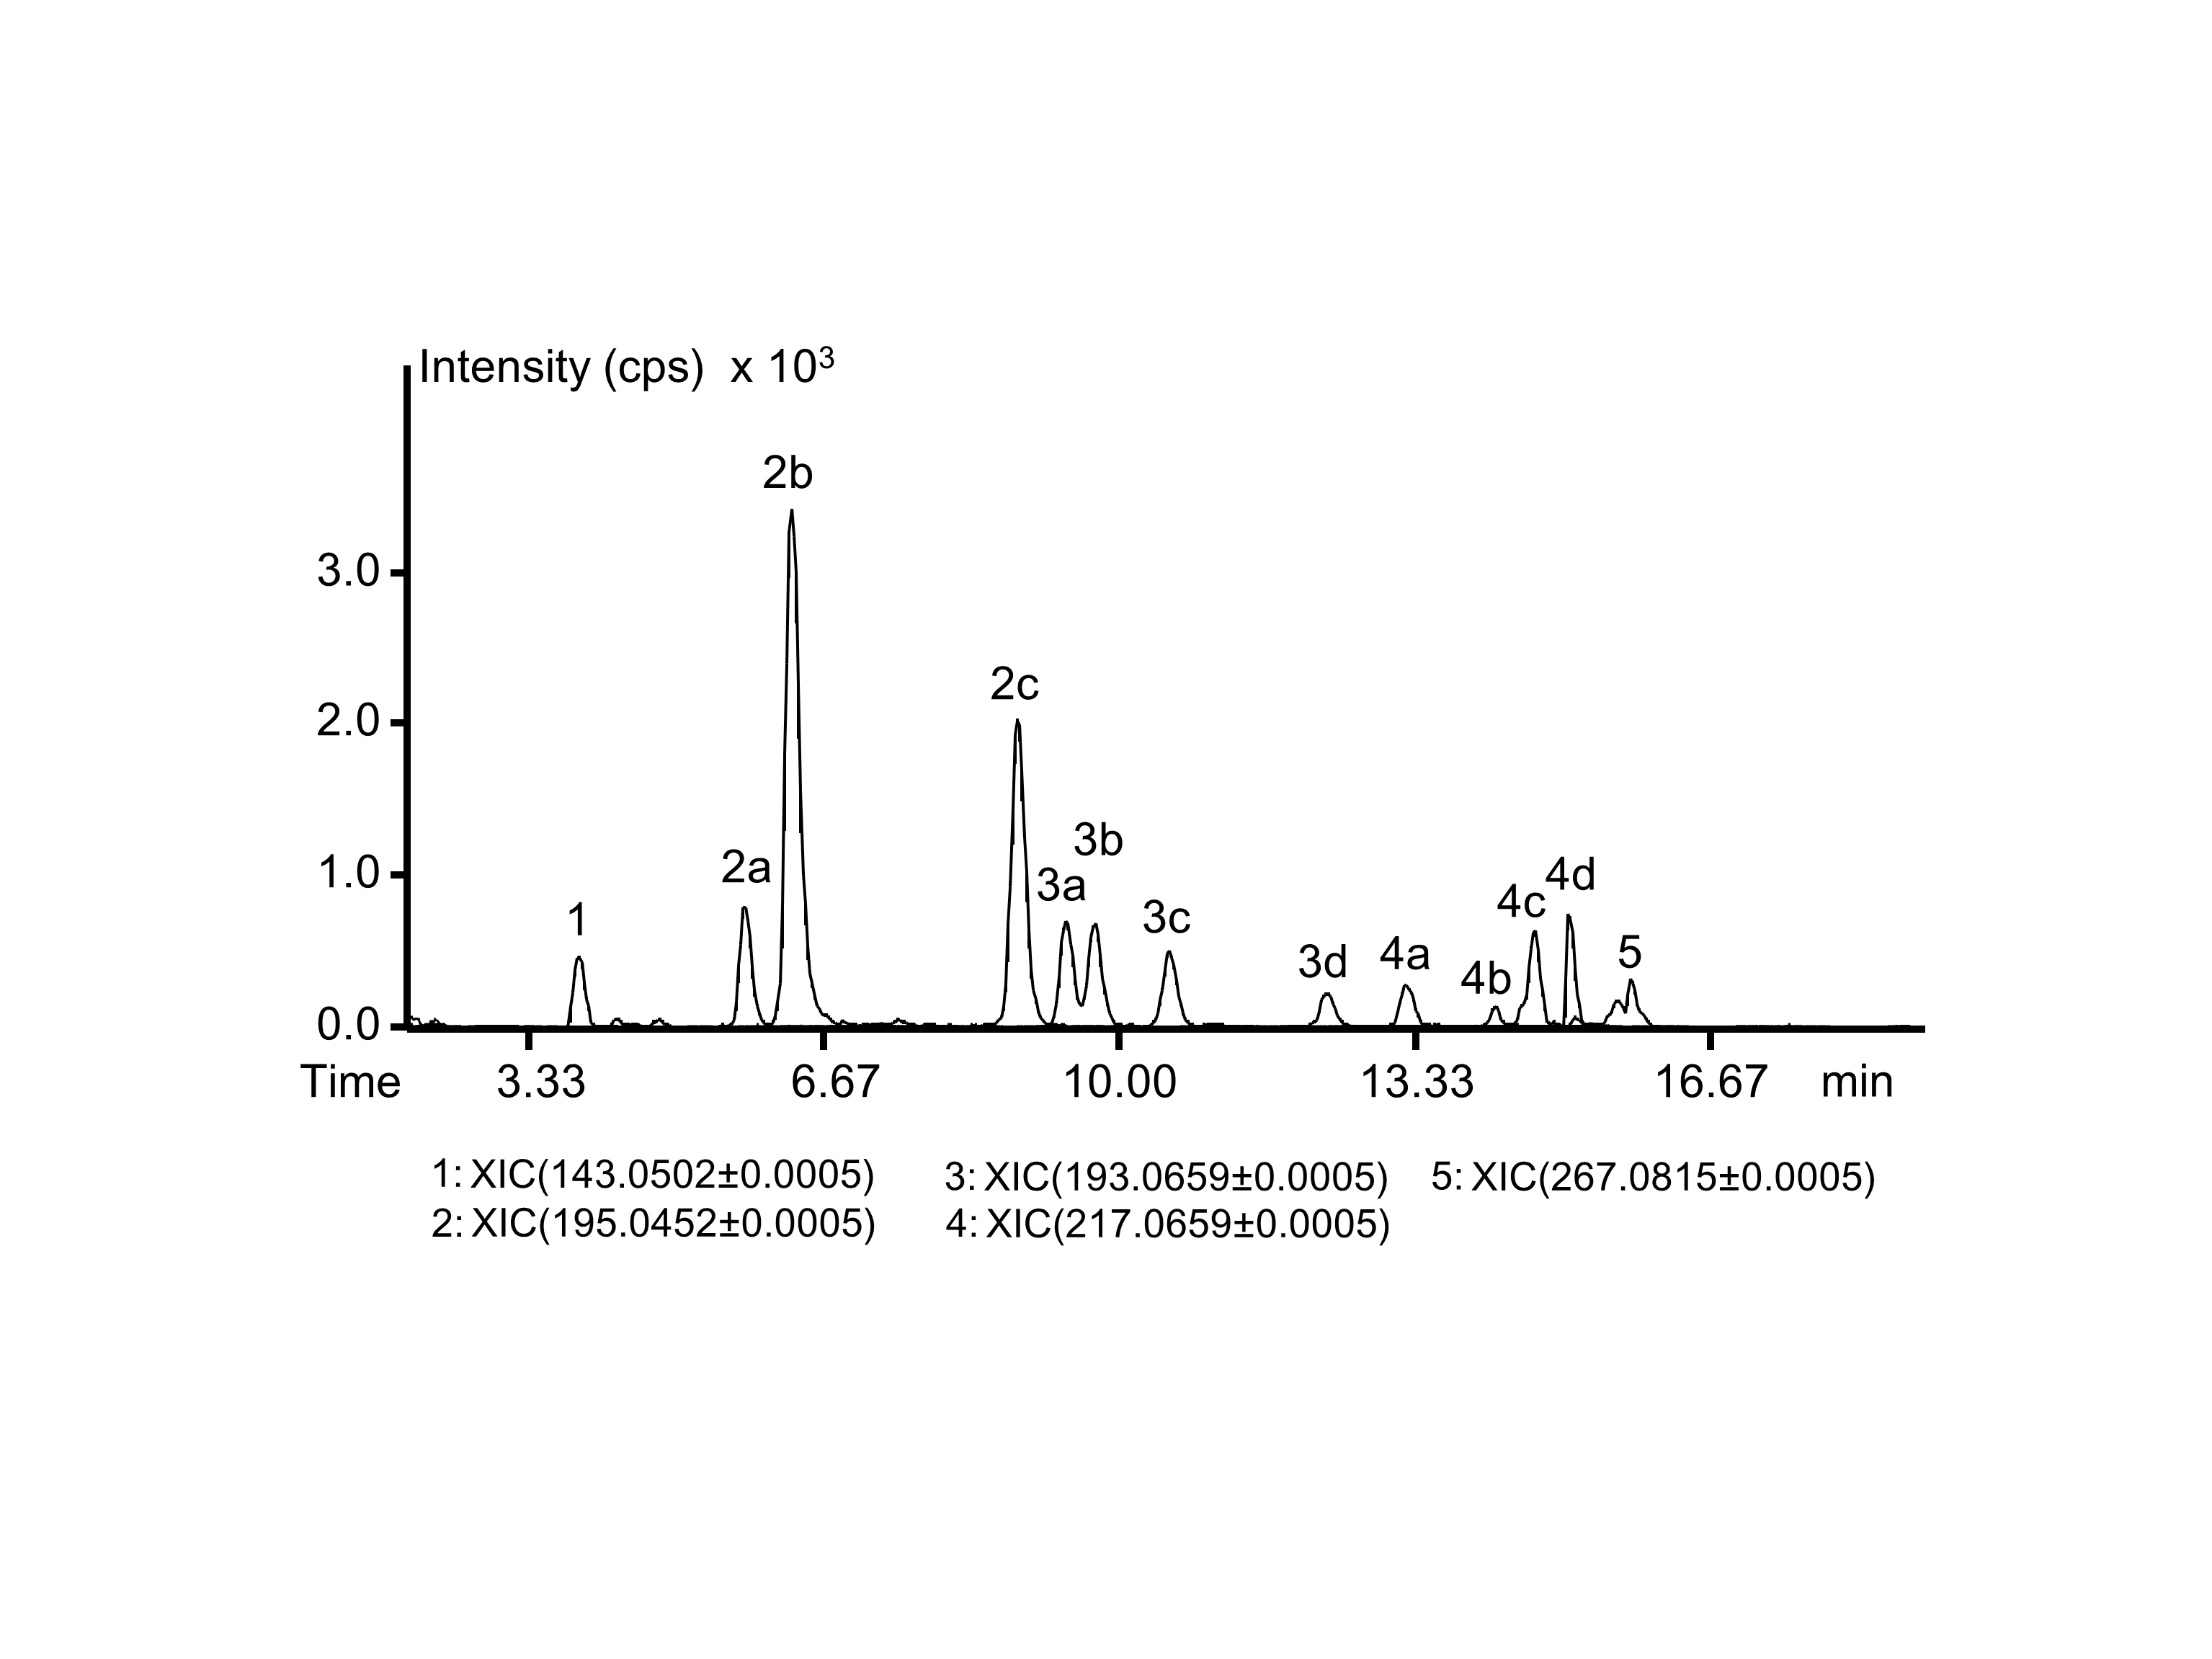 Intensity (cps) x 10³
2b
3.0
2c
2.0
3b
1.0
2a
3a
4d
4c
1
3c
5
3d
4a
4b
0.0
Time 3.33 6.67 10.00 13.33 16.67 min
1: XIC(143.0502±0.0005) 3: XIC(193.0659±0.0005) 5: XIC(267.0815±0.0005)
2: XIC(195.0452±0.0005) 4: XIC(217.0659±0.0005)